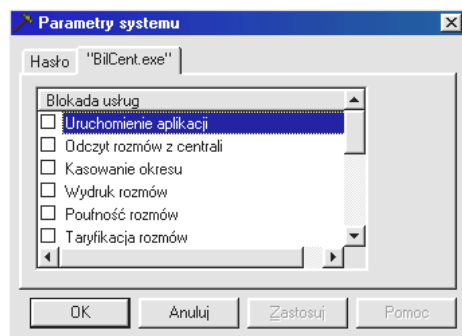 Parametry systemu
Hasło "BilCent.exe"
Blokada usług
Uruchomienie aplikacji
Odczyt rozmów z centrali
Kasowanie okresu
Wydruk rozmów
Poufność rozmów
Taryfikacja rozmów
OK Anuluj Zastosuj Pomoc